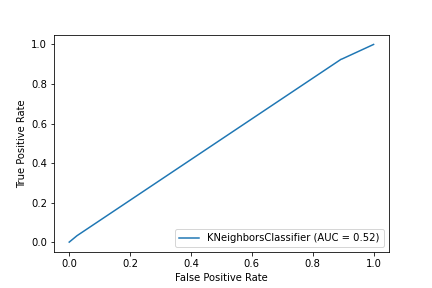 1.0
0.8
0.6
0.4
0.2
0.0
True Positive Rate
KNeighborsClassifier (AUC = 0.52)
0.0 0.2 0.4 0.6 0.8 1.0
False Positive Rate